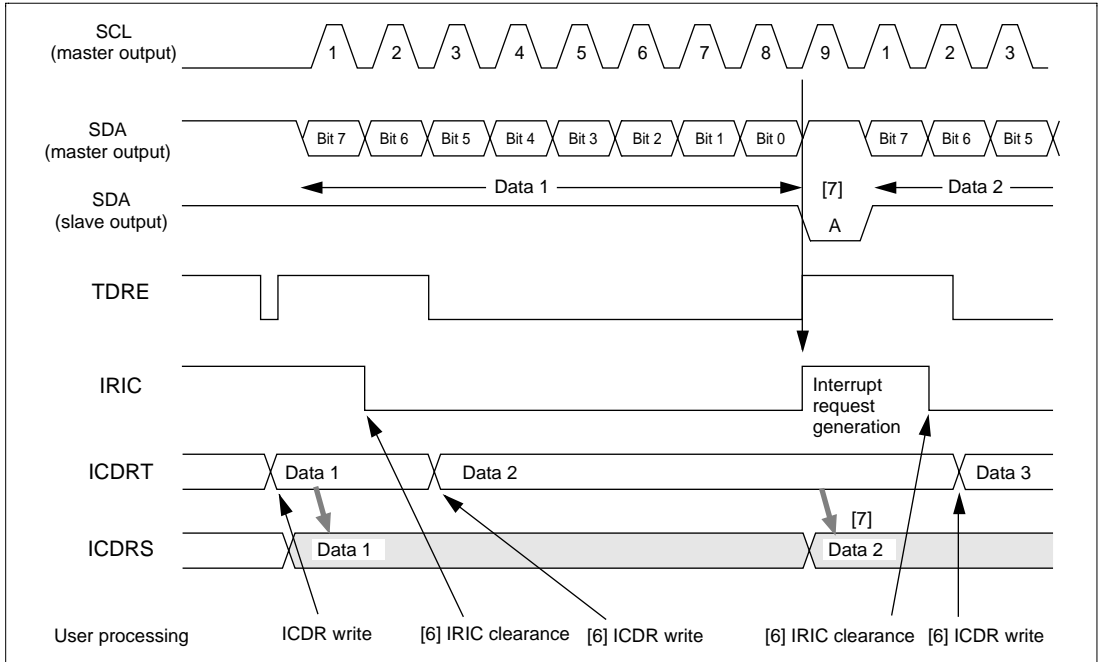 SCL
(master output)
1 2 3 4 5 6 7 8 9 1 2 3
SDA
(master output)
Bit 7 Bit 6 Bit 5 Bit 4 Bit 3 Bit 2 Bit 1 Bit 0 Bit 7 Bit 6 Bit 5
Data 1 [7] Data 2
SDA
(slave output)
A
TDRE
IRIC
Interrupt
request
generation
ICDRT
Data 1 Data 2 Data 3
[7]
ICDRS
Data 1 Data 2
User processing ICDR write [6] IRIC clearance [6] ICDR write [6] IRIC clearance [6] ICDR write